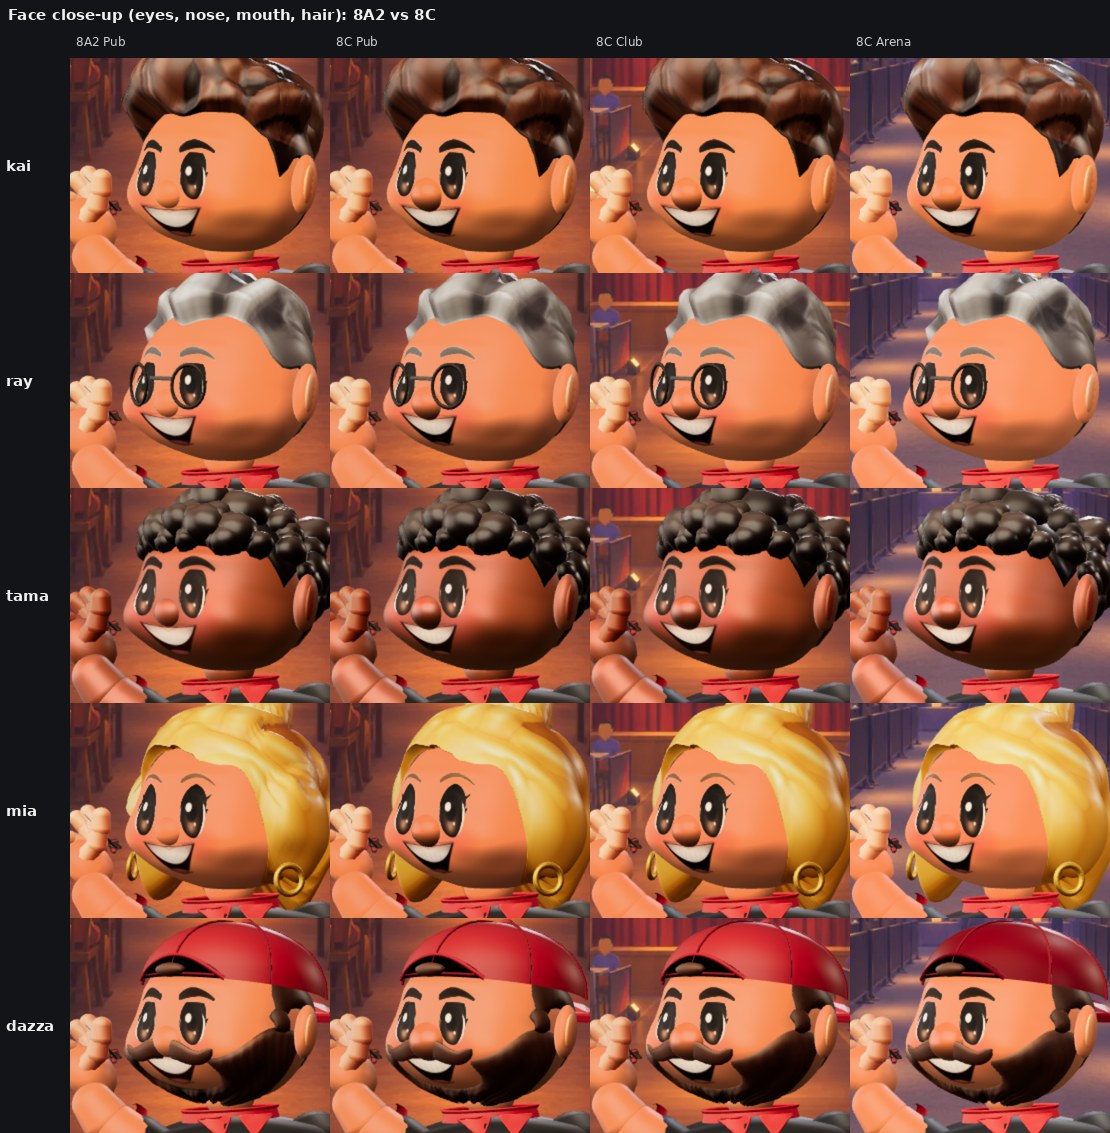 Face close-up (eyes, nose, mouth, hair): 8A2 vs 8C
8A2 Pub 8C Pub 8C Club 8C Arena
kai
ray
tama
mia
dazza